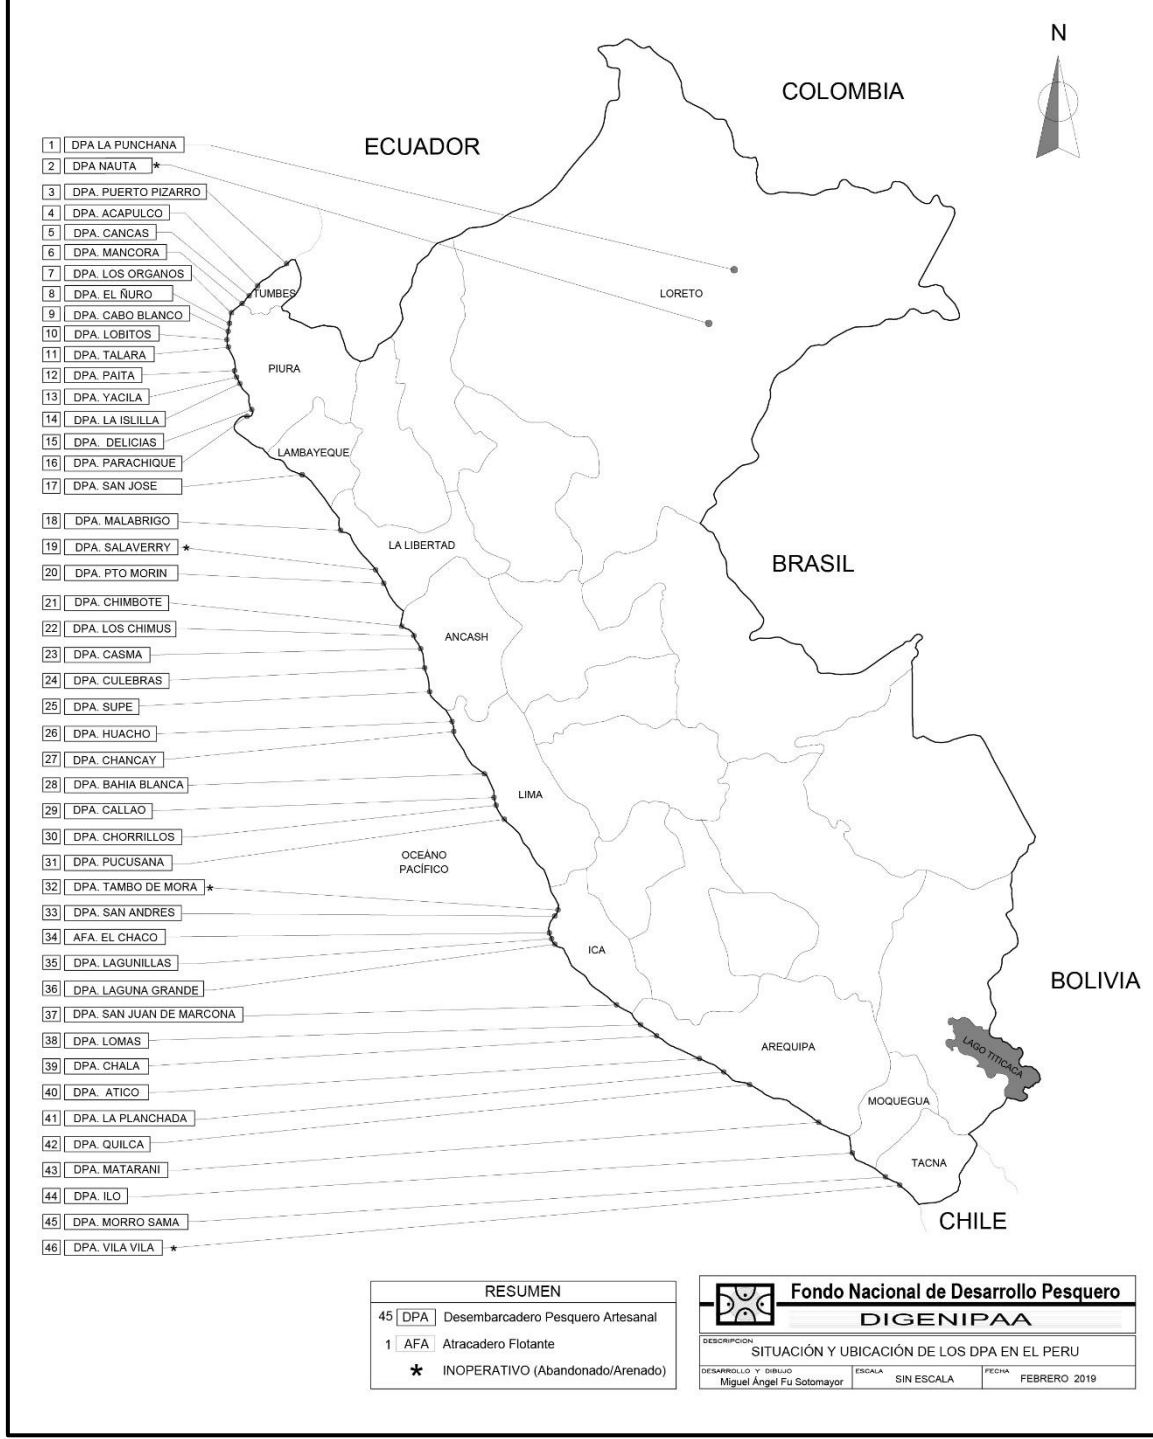 N
COLOMBIA
ECUADOR
1 DPA LA PUNCHANA
2 DPA NAUTA *
3 DPA. PUERTO PIZARRO
4 DPA. ACAPULCO
5 DPA. CANCAS
6 DPA. MANCORA
7 DPA. LOS ORGANOS
8 DPA. EL ÑURO
9 DPA. CABO BLANCO
10 DPA. LOBITOS
11 DPA. TALARA
12 DPA. PAITA
13 DPA. YACILA
14 DPA. LA ISLILLA
15 DPA. DELICIAS
16 DPA. PARACHIQUE
17 DPA. SAN JOSE
18 DPA. MALABRIGO
19 DPA. SALAVERRY *
20 DPA. PTO MORIN
21 DPA. CHIMBOTE
22 DPA. LOS CHIMUS
23 DPA. CASMA
24 DPA. CULEBRAS
25 DPA. SUPE
26 DPA. HUACHO
27 DPA. CHANCAY
28 DPA. BAHIA BLANCA
29 DPA. CALLAO
30 DPA. CHORRILLOS
31 DPA. PUCUSANA
32 DPA. TAMBO DE MORA *
33 DPA. SAN ANDRES
34 AFA. EL CHACO
35 DPA. LAGUNILLAS
36 DPA. LAGUNA GRANDE
37 DPA. SAN JUAN DE MARCONA
38 DPA. LOMAS
39 DPA. CHALA
40 DPA. ATICO
41 DPA. LA PLANCHADA
42 DPA. QUILCA
43 DPA. MATARANI
44 DPA. ILO
45 DPA. MORRO SAMA
46 DPA. VILA VILA *
LORETO
TUMBES
PIURA
LAMBAYEQUE
LA LIBERTAD
BRASIL
ANCASH
LIMA
OCEÁNO
PACÍFICO
ICA
BOLIVIA
AREQUIPA
LAGO TITICACA
MOQUEGUA
TACNA
CHILE
RESUMEN
45 DPA Desembarcadero Pesquero Artesanal
1 AFA Atracadero Flotante
* INOPERATIVO (Abandonado/Arenado)
Fondo Nacional de Desarrollo Pesquero
DIGENIPAA
DESCRIPCION
SITUACIÓN Y UBICACIÓN DE LOS DPA EN EL PERU
DESARROLLO Y DIBUJO
Miguel Ángel Fu Sotomayor
ESCALA
SIN ESCALA
FECHA
FEBRERO 2019